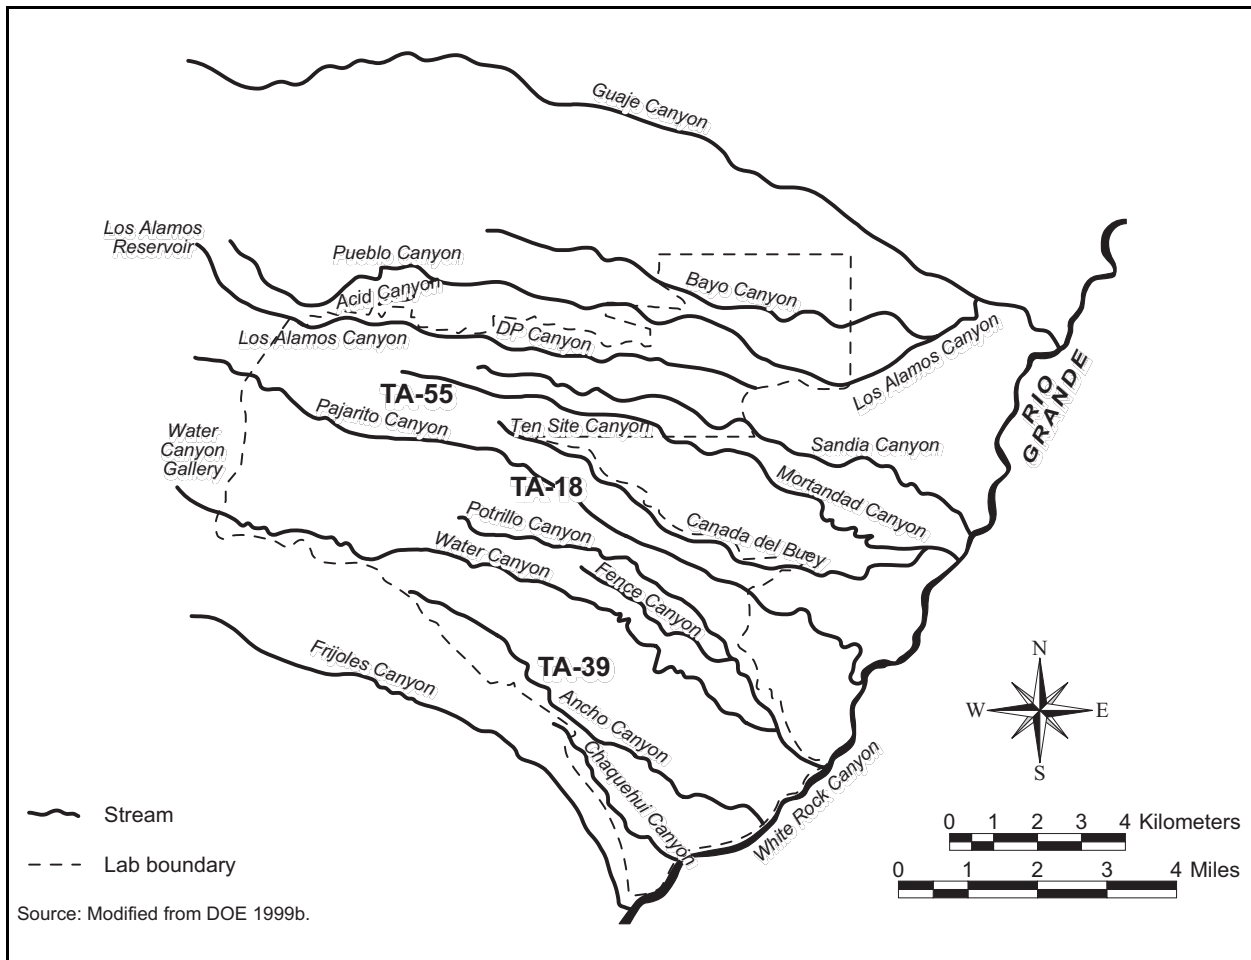 Guaje Canyon
Los Alamos
Reservoir
Pueblo Canyon
Bayo Canyon
Acid Canyon
Los Alamos Canyon
DP Canyon
Los Alamos Canyon
RIO
GRANDE
TA-55
Pajarito Canyon
Ten Site Canyon
Sandia Canyon
Water
Canyon
Gallery
TA-18
Mortandad Canyon
Potrillo Canyon
Canada del Buey
Water Canyon
Fence Canyon
Frijoles Canyon
TA-39
Ancho Canyon
Chaquehui Canyon
White Rock Canyon
N
W
E
S
Stream
Lab boundary
0 1 2 3 4 Kilometers
0 1 2 3 4 Miles
Source: Modified from DOE 1999b.